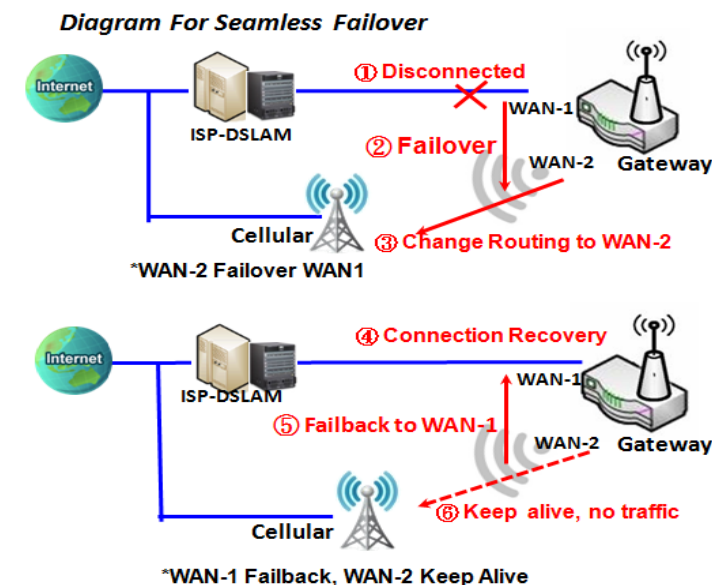 Diagram For Seamless Failover
Internet
① Disconnected
ISP-DSLAM
WAN-1
② Failover
WAN-2
Gateway
Cellular
③ Change Routing to WAN-2
*WAN-2 Failover WAN1
④ Connection Recovery
Internet
WAN-1
ISP-DSLAM
⑤ Failback to WAN-1
WAN-2
Gateway
⑥ Keep alive, no traffic
Cellular
*WAN-1 Failback, WAN-2 Keep Alive